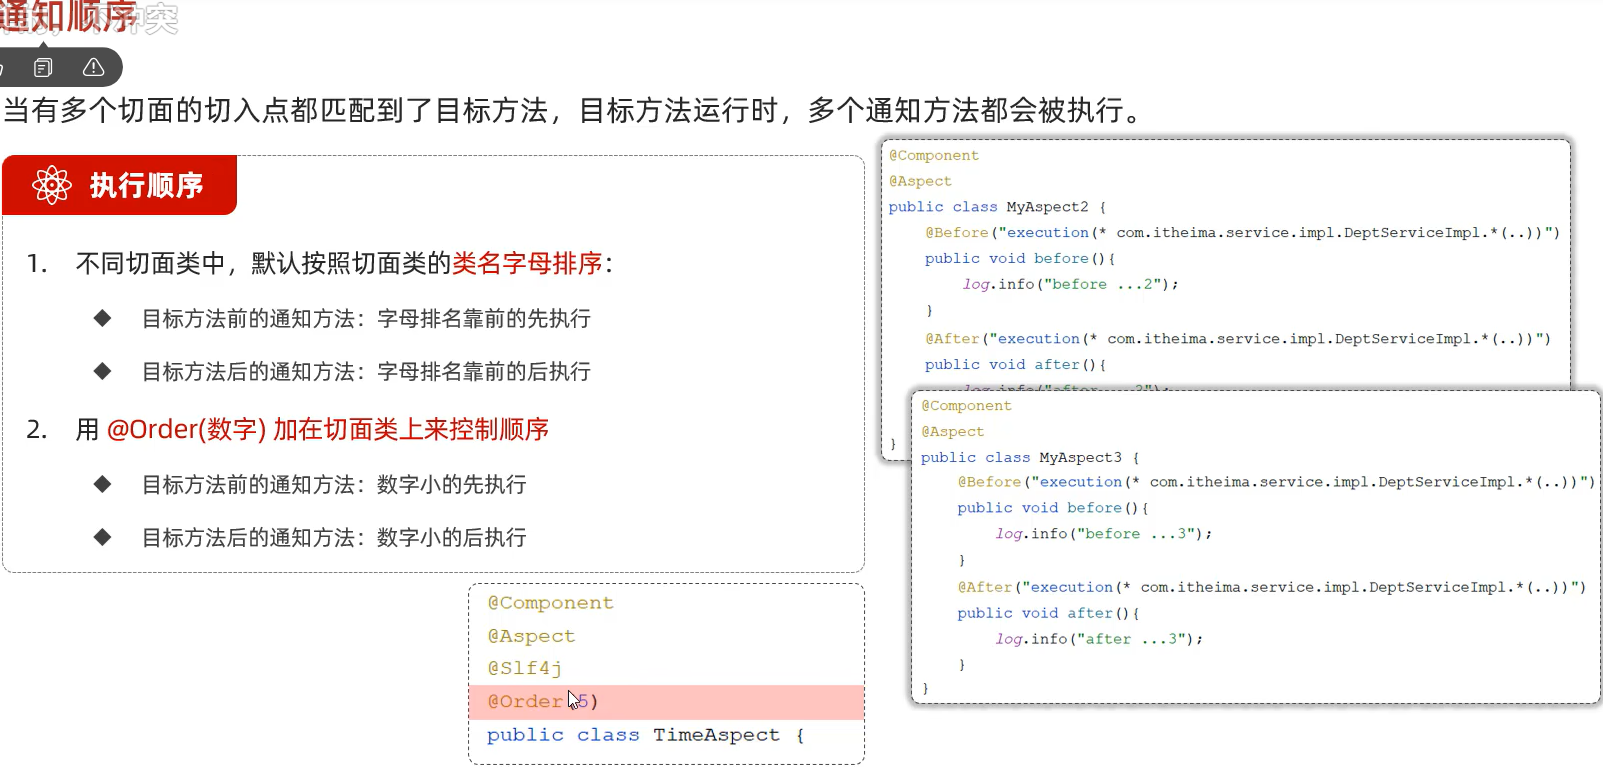 通知顺序
冲突
当有多个切面的切入点都匹配到了目标方法，目标方法运行时，多个通知方法都会被执行。
执行顺序
1. 不同切面类中，默认按照切面类的类名字母排序：
◆ 目标方法前的通知方法：字母排名靠前的先执行
◆ 目标方法后的通知方法：字母排名靠前的后执行
2. 用 @Order(数字) 加在切面类上来控制顺序
◆ 目标方法前的通知方法：数字小的先执行
◆ 目标方法后的通知方法：数字小的后执行
@Component
@Aspect
@Slf4j
@Order 5)
public class TimeAspect {
@Component
@Aspect
public class MyAspect2 {
@Before("execution(* com.itheima.service.impl.DeptServiceImpl.*(..))")
public void before(){
log.info("before ...2");
}
@After("execution(* com.itheima.service.impl.DeptServiceImpl.*(..))")
public void after(){
log.info("after ...2");
}
@Component
@Aspect
public class MyAspect3 {
@Before("execution(* com.itheima.service.impl.DeptServiceImpl.*(..))")
public void before(){
log.info("before ...3");
}
@After("execution(* com.itheima.service.impl.DeptServiceImpl.*(..))")
public void after(){
log.info("after ...3");
}
}